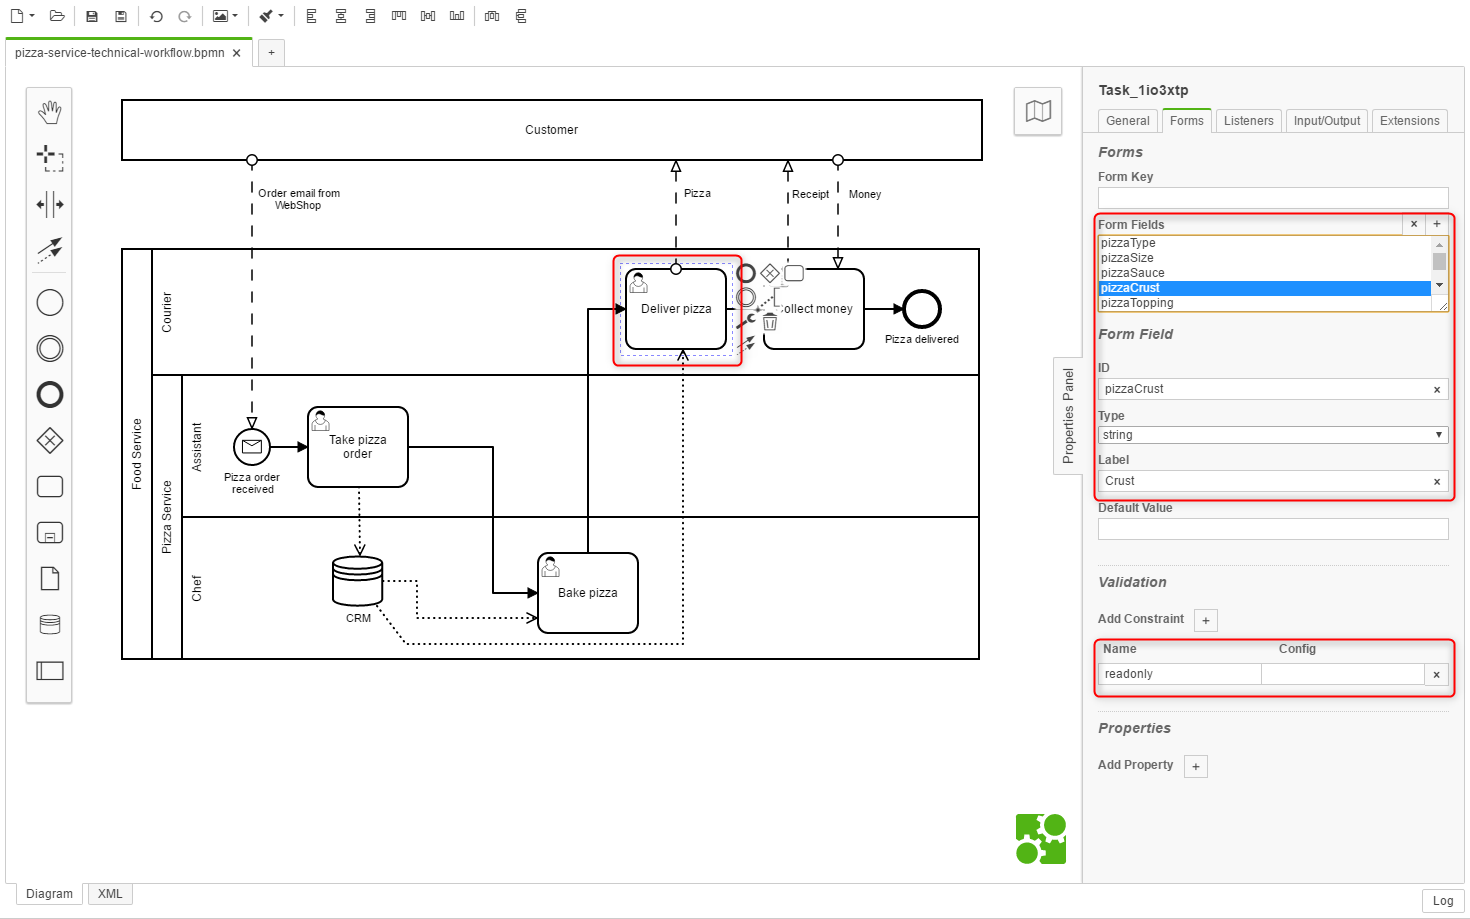 pizza-service-technical-workflow.bpmn ×
+
Customer
Order email from
WebShop
Pizza
Receipt
Money
Food Service
Courier
Deliver pizza
ollect money
Pizza delivered
Pizza Service
Assistant
Pizza order
received
Take pizza
order
Chef
CRM
Bake pizza
Properties Panel
Task_1io3xtp
General
Forms
Listeners
Input/Output
Extensions
Forms
Form Key
Form Fields × +
pizzaType
pizzaSize
pizzaSauce
pizzaCrust
pizzaTopping
Form Field
ID
pizzaCrust ×
Type
string
Label
Crust ×
Default Value
Validation
Add Constraint +
Name Config
readonly ×
Properties
Add Property +
Diagram
XML
Log